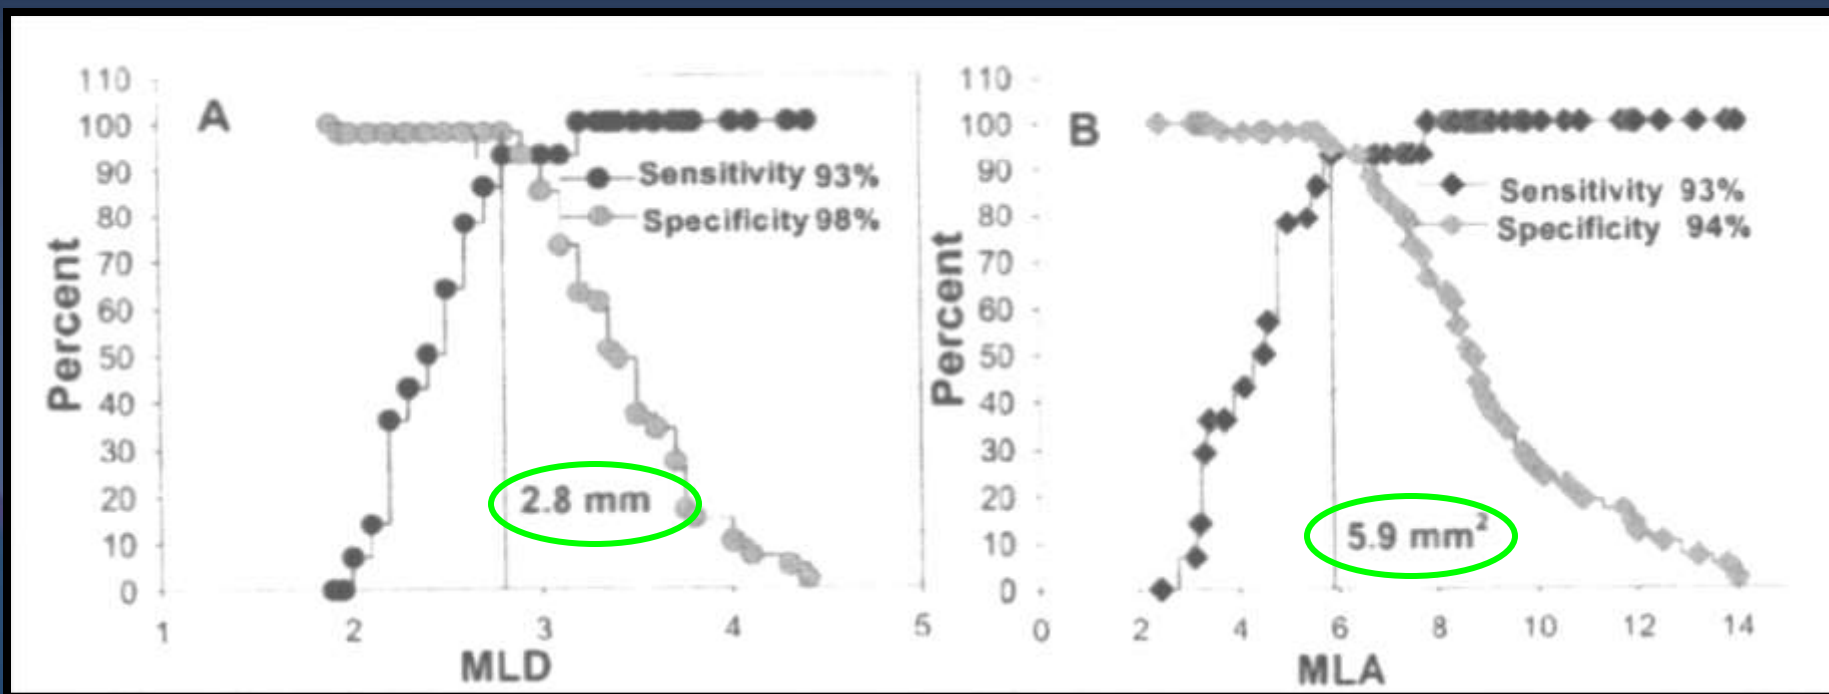 A
110
100
90
80
70
60
50
40
30
20
10
0
Percent
Sensitivity 93%
Specificity 98%
2.8 mm
1 2 3 4 5
MLD
B
110
100
90
80
70
60
50
40
30
20
10
0
Percent
Sensitivity 93%
Specificity 94%
5.9 mm²
0 2 4 6 8 10 12 14
MLA